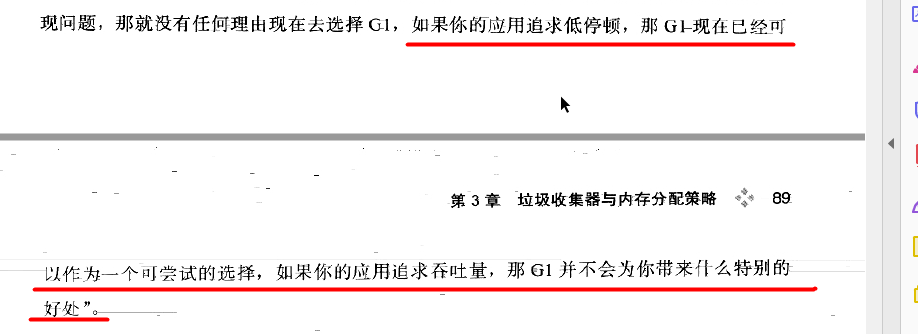 现问题，那就没有任何理由现在去选择 G1，如果你的应用追求低停顿，那 G1 现在已经可
第 3 章 垃圾收集器与内存分配策略 89
以作为一个可尝试的选择，如果你的应用追求吞吐量，那 G1 并不会为你带来什么特别的
好处”。